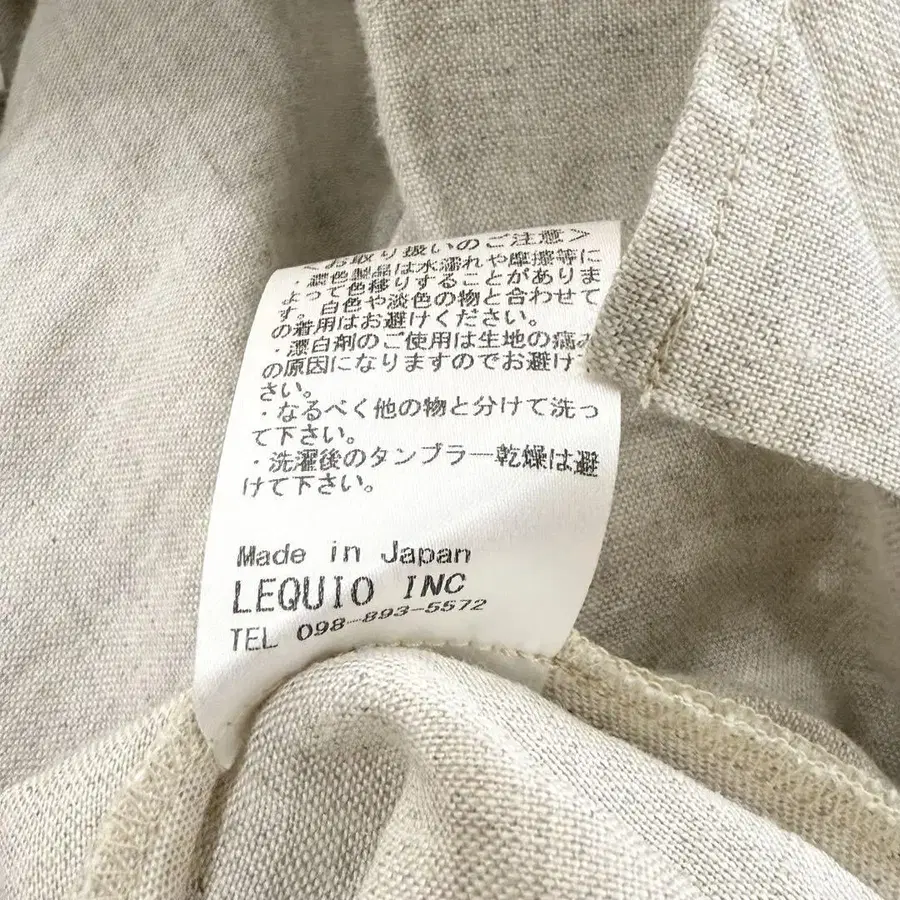 ＜お取り扱いのご注意＞
・濃色製品は水濡れや摩擦等に
よって色移りすることがありま
す。白色や淡色の物と合わせて
の着用はお避けください。
・漂白剤のご使用は生地の痛み
の原因になりますのでお避け下
さい。
・なるべく他の物と分けて洗っ
て下さい。
・洗濯後のタンブラー乾燥は避
けて下さい。
Made in Japan
LEQUIO INC
TEL 098-893-5572